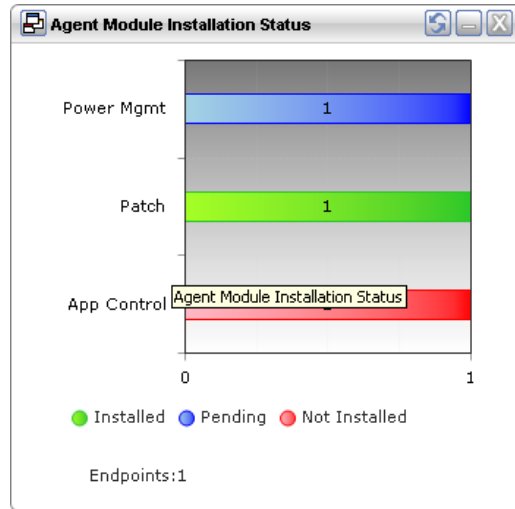 Agent Module Installation Status
Power Mgmt
1
Patch
1
App Control
Agent Module Installation Status
0
1
Installed
Pending
Not Installed
Endpoints:1